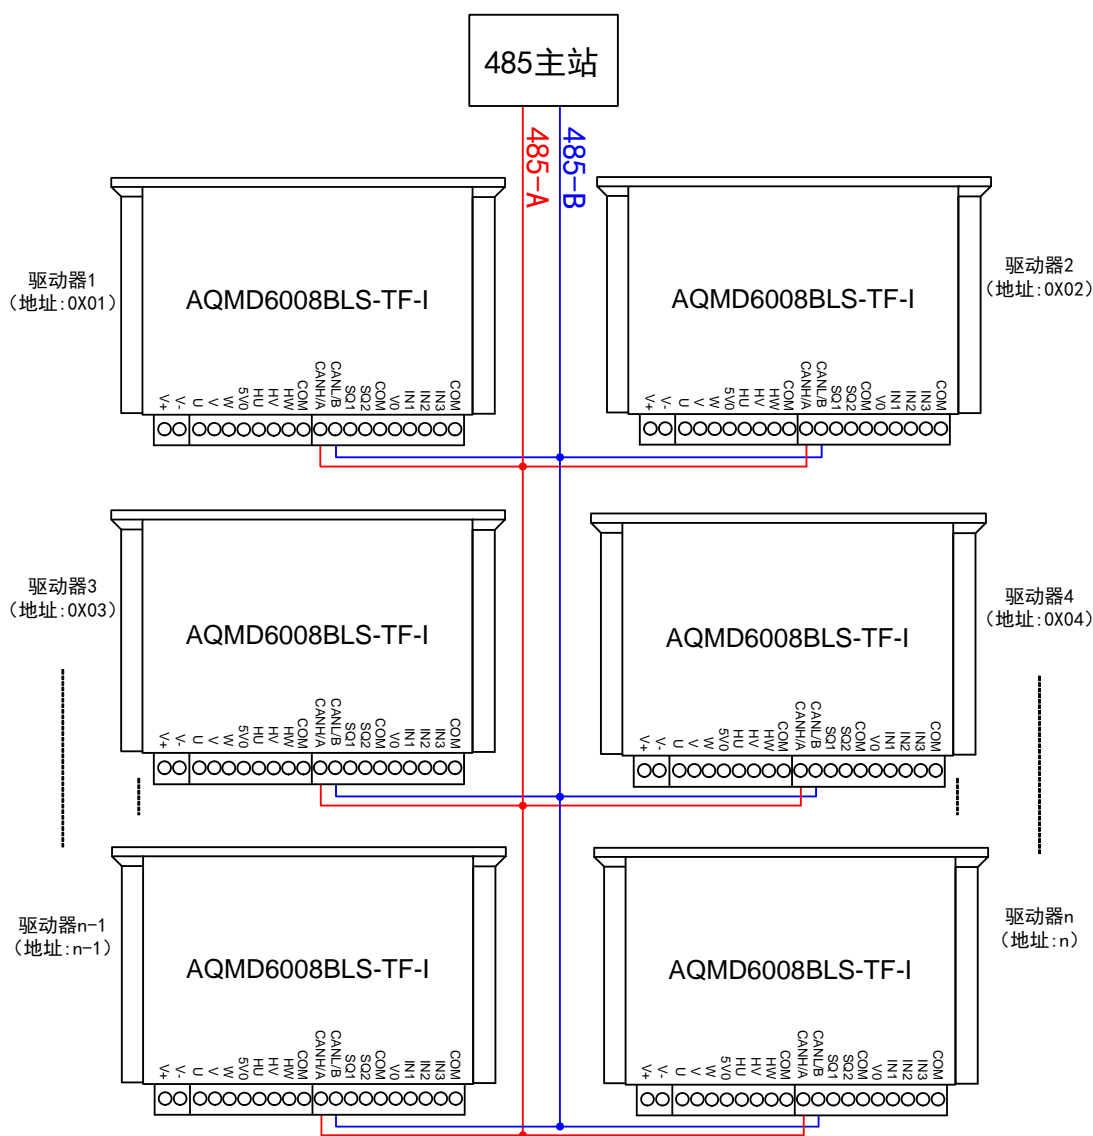 485主站
485-A
485-B
驱动器1
（地址:0X01）
AQMD6008BLS-TF-I
V+ V- U V W 5V0 HU HV HW COM CANH/A CANL/B SQ1 SQ2 COM V0 IN1 IN2 IN3 COM
驱动器2
（地址:0X02）
AQMD6008BLS-TF-I
V+ V- U V W 5V0 HU HV HW COM CANH/A CANL/B SQ1 SQ2 COM V0 IN1 IN2 IN3 COM
驱动器3
（地址:0X03）
AQMD6008BLS-TF-I
V+ V- U V W 5V0 HU HV HW COM CANH/A CANL/B SQ1 SQ2 COM V0 IN1 IN2 IN3 COM
驱动器4
（地址:0X04）
AQMD6008BLS-TF-I
V+ V- U V W 5V0 HU HV HW COM CANH/A CANL/B SQ1 SQ2 COM V0 IN1 IN2 IN3 COM
驱动器n-1
（地址:n-1）
AQMD6008BLS-TF-I
V+ V- U V W 5V0 HU HV HW COM CANH/A CANL/B SQ1 SQ2 COM V0 IN1 IN2 IN3 COM
驱动器n
（地址:n）
AQMD6008BLS-TF-I
V+ V- U V W 5V0 HU HV HW COM CANH/A CANL/B SQ1 SQ2 COM V0 IN1 IN2 IN3 COM